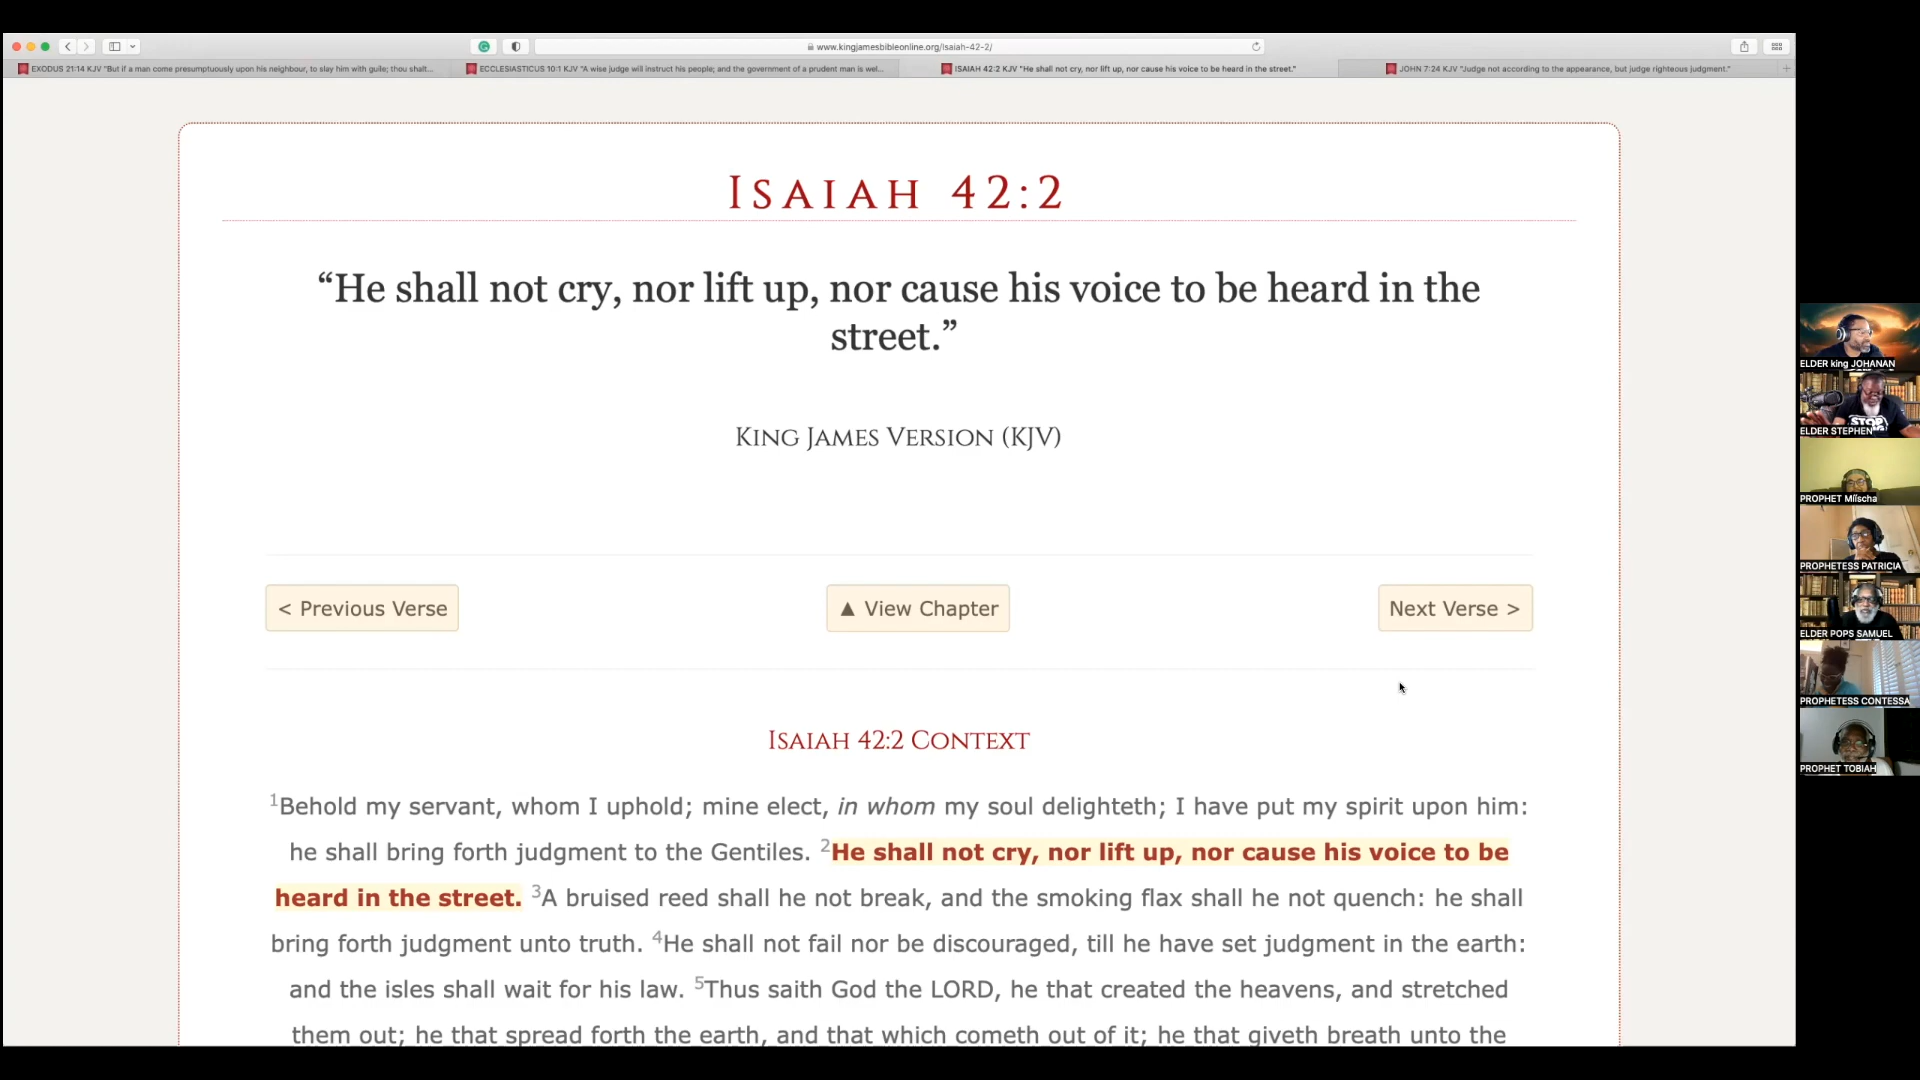 www.kingjamesbibleonline.org/Isaiah-42-2/
EXODUS 21:14 KJV "But if a man come presumptuously upon his neighbour, to slay him with guile; thou shalt...
ECCLESIASTICUS 10:1 KJV "A wise judge will instruct his people; and the government of a prudent man is wel...
ISAIAH 42:2 KJV "He shall not cry, nor lift up, nor cause his voice to be heard in the street."
JOHN 7:24 KJV "Judge not according to the appearance, but judge righteous judgment."
ISAIAH 42:2
“He shall not cry, nor lift up, nor cause his voice to be heard in the
street.”
KING JAMES VERSION (KJV)
< Previous Verse
▲ View Chapter
Next Verse >
ISAIAH 42:2 CONTEXT
1Behold my servant, whom I uphold; mine elect, in whom my soul delighteth; I have put my spirit upon him:
he shall bring forth judgment to the Gentiles. 2He shall not cry, nor lift up, nor cause his voice to be
heard in the street. 3A bruised reed shall he not break, and the smoking flax shall he not quench: he shall
bring forth judgment unto truth. 4He shall not fail nor be discouraged, till he have set judgment in the earth:
and the isles shall wait for his law. 5Thus saith God the LORD, he that created the heavens, and stretched
them out; he that spread forth the earth, and that which cometh out of it; he that giveth breath unto the
ELDER king JOHANAN
STOP
ELDER STEPHEN
PROPHET Miïscha
PROPHETESS PATRICIA
ELDER POPS SAMUEL
PROPHETESS CONTESSA
PROPHET TOBIAH